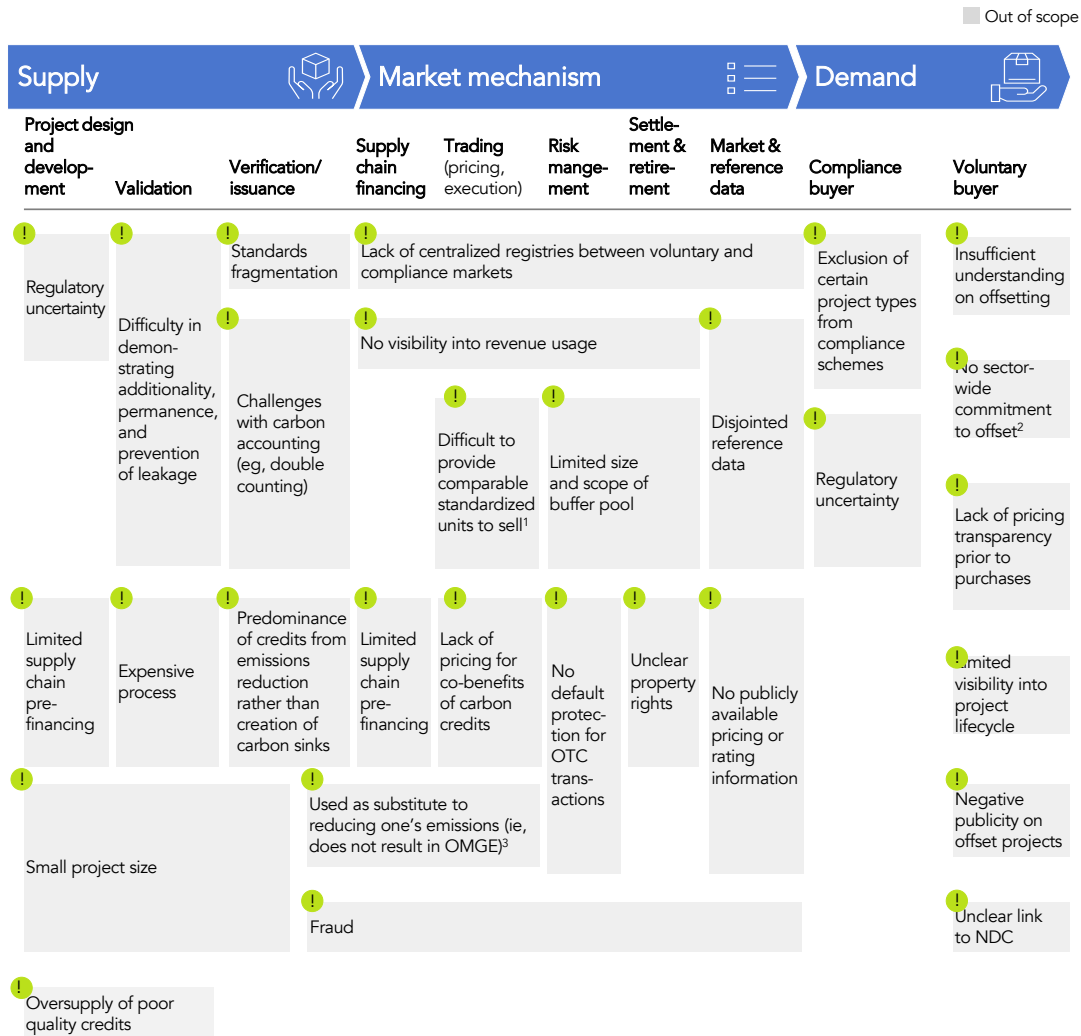 Out of scope
Supply
Market mechanism
Demand
Project design
and
develop-
ment
Validation
Verification/
issuance
Supply
chain
financing
Trading
(pricing,
execution)
Risk
mange-
ment
Settle-
ment &
retire-
ment
Market &
reference
data
Compliance
buyer
Voluntary
buyer
!
Regulatory
uncertainty
!
Difficulty in
demon-
strating
additionality,
permanence,
and
prevention
of leakage
!
Standards
fragmentation
!
Lack of centralized registries between voluntary and
compliance markets
!
Exclusion of
certain
project types
from
compliance
schemes
!
Insufficient
understanding
on offsetting
!
Challenges
with carbon
accounting
(eg, double
counting)
!
No visibility into revenue usage
!
Disjointed
reference
data
!
No sector-
wide
commitment
to offset2
!
Difficult to
provide
comparable
standardized
units to sell1
!
Limited size
and scope of
buffer pool
!
Regulatory
uncertainty
!
Lack of pricing
transparency
prior to
purchases
!
Limited
supply
chain
pre-
financing
!
Expensive
process
!
Predominance
of credits from
emissions
reduction
rather than
creation of
carbon sinks
!
Limited
supply
chain
pre-
financing
!
Lack of
pricing for
co-benefits
of carbon
credits
!
No
default
protec-
tion for
OTC
trans-
actions
!
Unclear
property
rights
!
No publicly
available
pricing or
rating
information
!
Limited
visibility into
project
lifecycle
!
Small project size
!
Used as substitute to
reducing one's emissions (ie,
does not result in OMGE)3
!
Negative
publicity on
offset projects
!
Fraud
!
Unclear link
to NDC
!
Oversupply of poor
quality credits